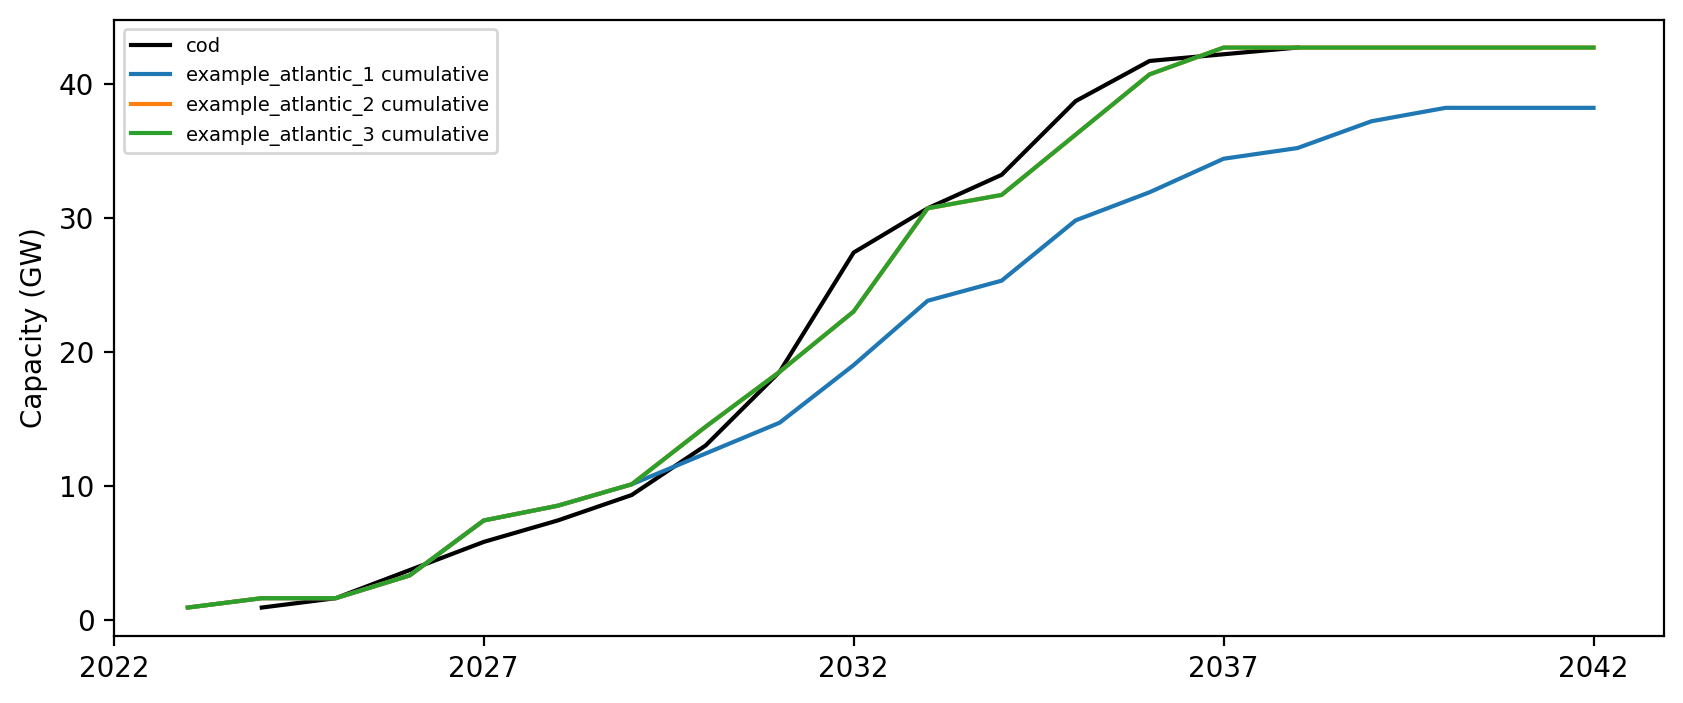 cod
example_atlantic_1 cumulative
example_atlantic_2 cumulative
example_atlantic_3 cumulative
Capacity (GW)
40
30
20
10
0
2022 2027 2032 2037 2042